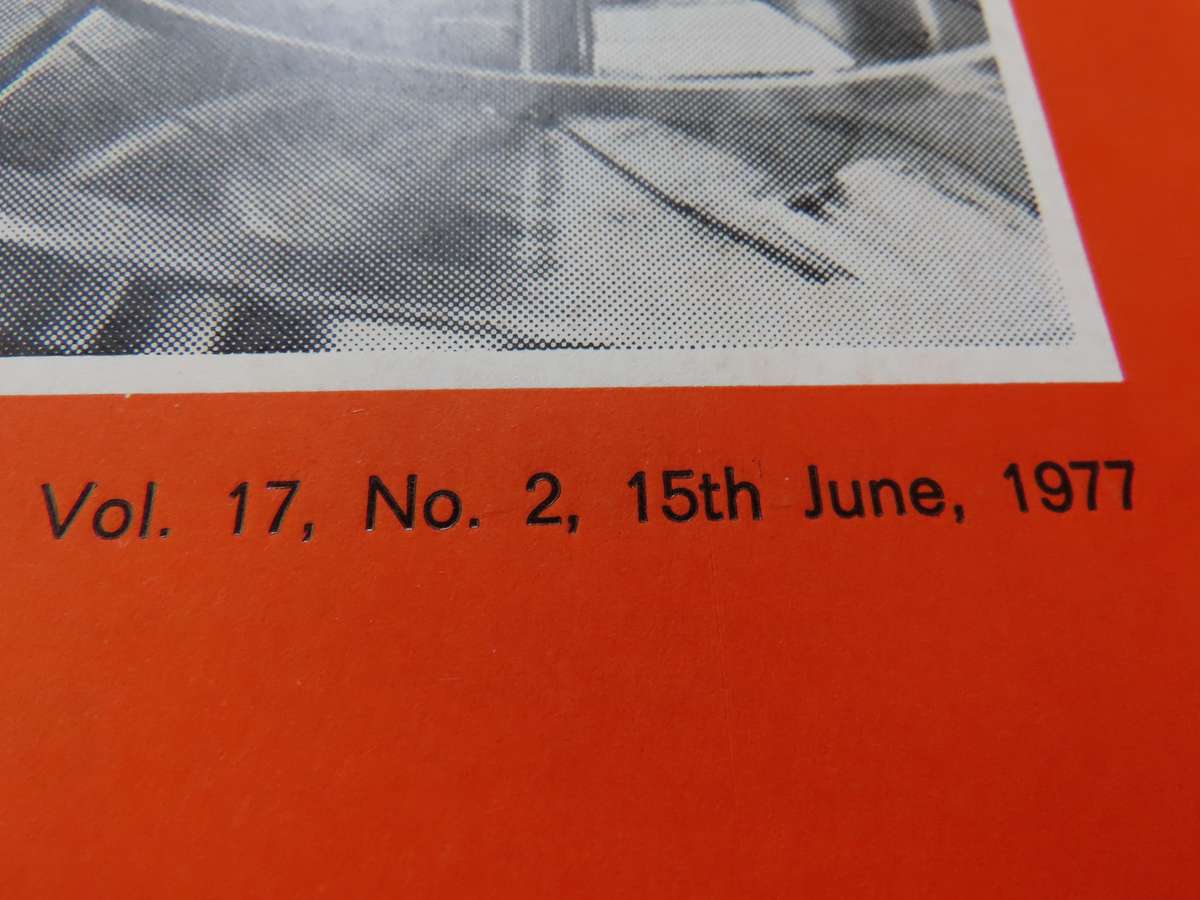 Vol. 17, No. 2, 15th June, 1977